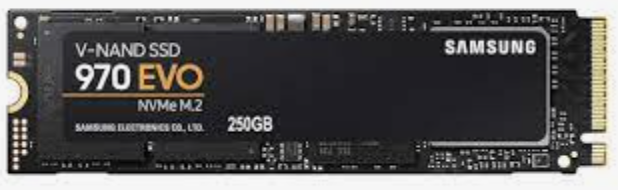 V-NAND SSD
SAMSUNG
970 EVO
NVMe M.2
SAMSUNG ELECTRONICS CO., LTD.
250GB